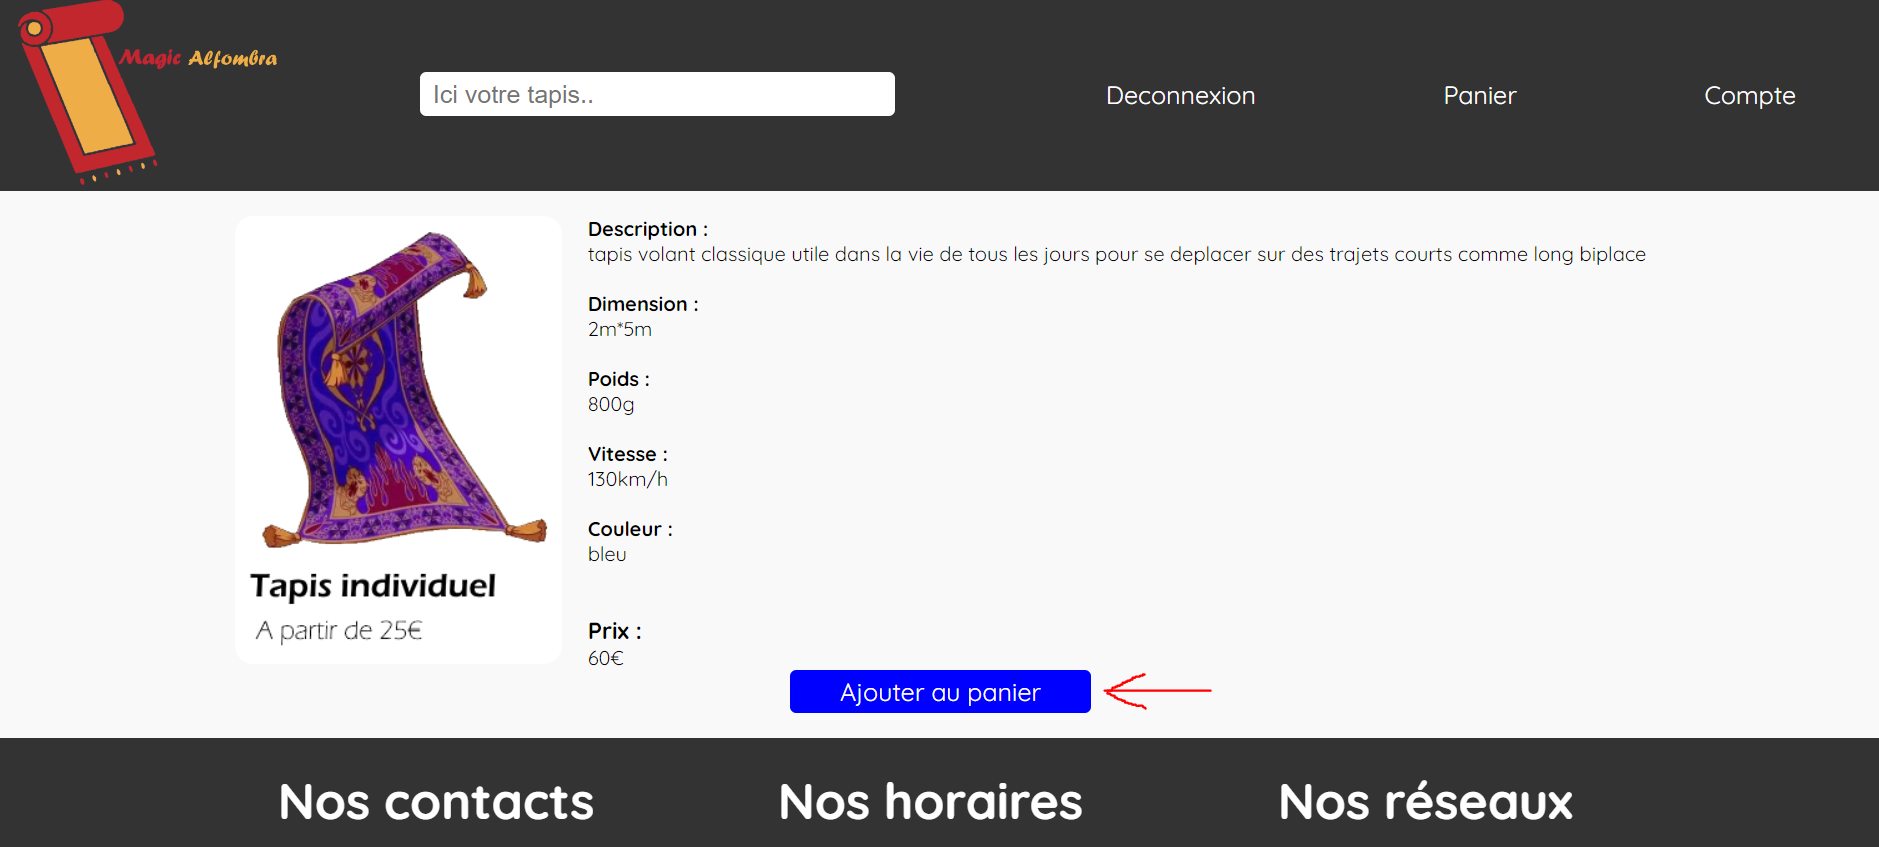 Magic Alfombra
Ici votre tapis..
Deconnexion
Panier
Compte
Description :
tapis volant classique utile dans la vie de tous les jours pour se deplacer sur des trajets courts comme long biplace
Dimension :
2m*5m
Poids :
800g
Vitesse :
130km/h
Couleur :
bleu
Tapis individuel
A partir de 25€
Prix :
60€
Ajouter au panier
Nos contacts
Nos horaires
Nos réseaux